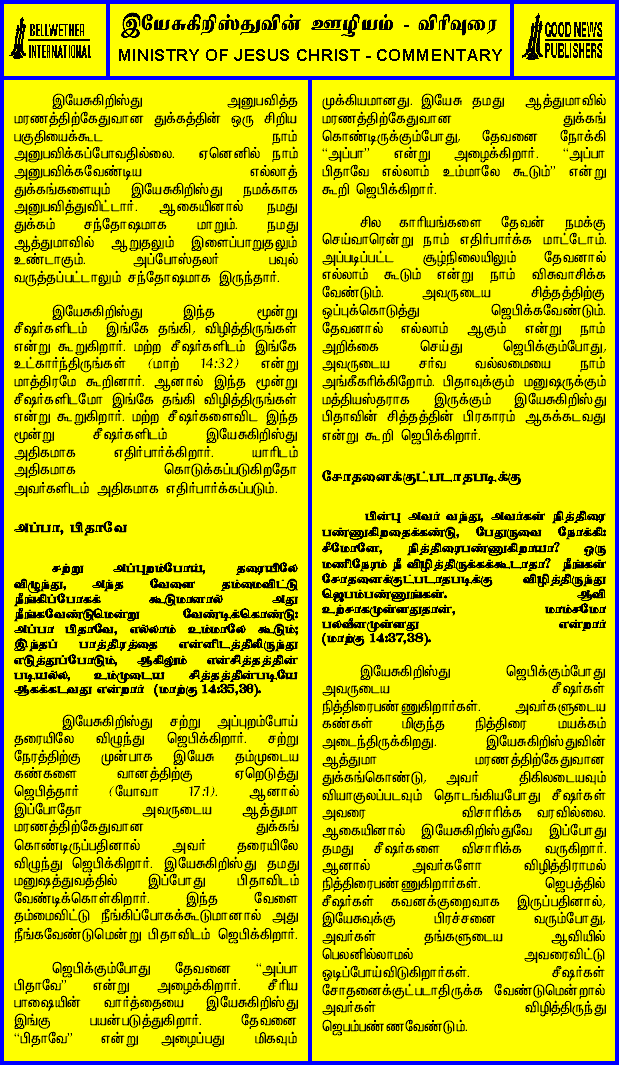 BELLWETHER
INTERNATIONAL
இயேசுகிறிஸ்துவின் ஊழியம் - விரிவுரை
MINISTRY OF JESUS CHRIST - COMMENTARY
GOOD NEWS
PUBLISHERS
இயேசுகிறிஸ்து அனுபவித்த
மரணத்திற்கேதுவான துக்கத்தின் ஒரு சிறிய
பகுதியைக்கூட நாம்
அனுபவிக்கப்போவதில்லை. ஏனெனில் நாம்
அனுபவிக்கவேண்டிய எல்லாத்
துக்கங்களையும் இயேசுகிறிஸ்து நமக்காக
அனுபவித்துவிட்டார். ஆகையினால் நமது
துக்கம் சந்தோஷமாக மாறும். நமது
ஆத்துமாவில் ஆறுதலும் இளைப்பாறுதலும்
உண்டாகும். அப்போஸ்தலர் பவுல்
வருத்தப்பட்டாலும் சந்தோஷமாக இருந்தார்.
இயேசுகிறிஸ்து இந்த மூன்று
சீஷர்களிடம் இங்கே தங்கி, விழித்திருங்கள்
என்று கூறுகிறார். மற்ற சீஷர்களிடம் இங்கே
உட்கார்ந்திருங்கள் (மாற் 14:32) என்று
மாத்திரமே கூறினார். ஆனால் இந்த மூன்று
சீஷர்களிடமோ இங்கே தங்கி விழித்திருங்கள்
என்று கூறுகிறார். மற்ற சீஷர்களைவிட இந்த
மூன்று சீஷர்களிடம் இயேசுகிறிஸ்து
அதிகமாக எதிர்பார்க்கிறார். யாரிடம்
அதிகமாக கொடுக்கப்படுகிறதோ
அவர்களிடம் அதிகமாக எதிர்பார்க்கப்படும்.
அப்பா, பிதாவே
சற்று அப்புறம்போய், தரையிலே
விழுந்து, அந்த வேளை தம்மைவிட்டு
நீங்கிப்போகக் கூடுமானால் அது
நீங்கவேண்டுமென்று வேண்டிக்கொண்டு:
அப்பா பிதாவே, எல்லாம் உம்மாலே கூடும்;
இந்தப் பாத்திரத்தை என்னிடத்திலிருந்து
எடுத்துப்போடும், ஆகிலும் என்சித்தத்தின்
படியல்ல, உம்முடைய சித்தத்தின்படியே
ஆகக்கடவது என்றார் (மாற்கு 14:35,36).
இயேசுகிறிஸ்து சற்று அப்புறம்போய்
தரையிலே விழுந்து ஜெபிக்கிறார். சற்று
நேரத்திற்கு முன்பாக இயேசு தம்முடைய
கண்களை வானத்திற்கு ஏறெடுத்து
ஜெபித்தார் (யோவா 17:1). ஆனால்
இப்போதோ அவருடைய ஆத்துமா
மரணத்திற்கேதுவான துக்கங்
கொண்டிருப்பதினால் அவர் தரையிலே
விழுந்து ஜெபிக்கிறார். இயேசுகிறிஸ்து தமது
மனுஷத்துவத்தில் இப்போது பிதாவிடம்
வேண்டிக்கொள்கிறார். இந்த வேளை
தம்மைவிட்டு நீங்கிப்போகக்கூடுமானால் அது
நீங்கவேண்டுமென்று பிதாவிடம் ஜெபிக்கிறார்.
ஜெபிக்கும்போது தேவனை “அப்பா
பிதாவே” என்று அழைக்கிறார். சீரிய
பாஷையின் வார்த்தையை இயேசுகிறிஸ்து
இங்கு பயன்படுத்துகிறார். தேவனை
“பிதாவே” என்று அழைப்பது மிகவும்
முக்கியமானது. இயேசு தமது ஆத்துமாவில்
மரணத்திற்கேதுவான துக்கங்
கொண்டிருக்கும்போது, தேவனை நோக்கி
“அப்பா” என்று அழைக்கிறார். “அப்பா
பிதாவே எல்லாம் உம்மாலே கூடும்” என்று
கூறி ஜெபிக்கிறார்.
சில காரியங்களை தேவன் நமக்கு
செய்வாரென்று நாம் எதிர்பார்க்க மாட்டோம்.
அப்படிப்பட்ட சூழ்நிலையிலும் தேவனால்
எல்லாம் கூடும் என்று நாம் விசுவாசிக்க
வேண்டும். அவருடைய சித்தத்திற்கு
ஒப்புக்கொடுத்து ஜெபிக்கவேண்டும்.
தேவனால் எல்லாம் ஆகும் என்று நாம்
அறிக்கை செய்து ஜெபிக்கும்போது,
அவருடைய சர்வ வல்லமையை நாம்
அங்கீகரிக்கிறோம். பிதாவுக்கும் மனுஷருக்கும்
மத்தியஸ்தராக இருக்கும் இயேசுகிறிஸ்து
பிதாவின் சித்தத்தின் பிரகாரம் ஆகக்கடவது
என்று கூறி ஜெபிக்கிறார்.
சோதனைக்குட்படாதபடிக்கு
பின்பு அவர் வந்து, அவர்கள் நித்திரை
பண்ணுகிறதைக்கண்டு, பேதுருவை நோக்கி:
சீமோனே, நித்திரைபண்ணுகிறாயா? ஒரு
மணிநேரம் நீ விழித்திருக்கக்கூடாதா? நீங்கள்
சோதனைக்குட்படாதபடிக்கு விழித்திருந்து
ஜெபம்பண்ணுங்கள். ஆவி
உற்சாகமுள்ளதுதான், மாம்சமோ
பலவீனமுள்ளது என்றார்
(மாற்கு 14:37,38).
இயேசுகிறிஸ்து ஜெபிக்கும்போது
அவருடைய சீஷர்கள்
நித்திரைபண்ணுகிறார்கள். அவர்களுடைய
கண்கள் மிகுந்த நித்திரை மயக்கம்
அடைந்திருக்கிறது. இயேசுகிறிஸ்துவின்
ஆத்துமா மரணத்திற்கேதுவான
துக்கங்கொண்டு, அவர் திகிலடையவும்
வியாகுலப்படவும் தொடங்கியபோது சீஷர்கள்
அவரை விசாரிக்க வரவில்லை.
ஆகையினால் இயேசுகிறிஸ்துவே இப்போது
தமது சீஷர்களை விசாரிக்க வருகிறார்.
ஆனால் அவர்களோ விழித்திராமல்
நித்திரைபண்ணுகிறார்கள். ஜெபத்தில்
சீஷர்கள் கவனக்குறைவாக இருப்பதினால்,
இயேசுவுக்கு பிரச்சனை வரும்போது,
அவர்கள் தங்களுடைய ஆவியில்
பெலனில்லாமல் அவரைவிட்டு
ஓடிப்போய்விடுகிறார்கள். சீஷர்கள்
சோதனைக்குட்படாதிருக்க வேண்டுமென்றால்
அவர்கள் விழித்திருந்து
ஜெபம்பண்ணவேண்டும்.